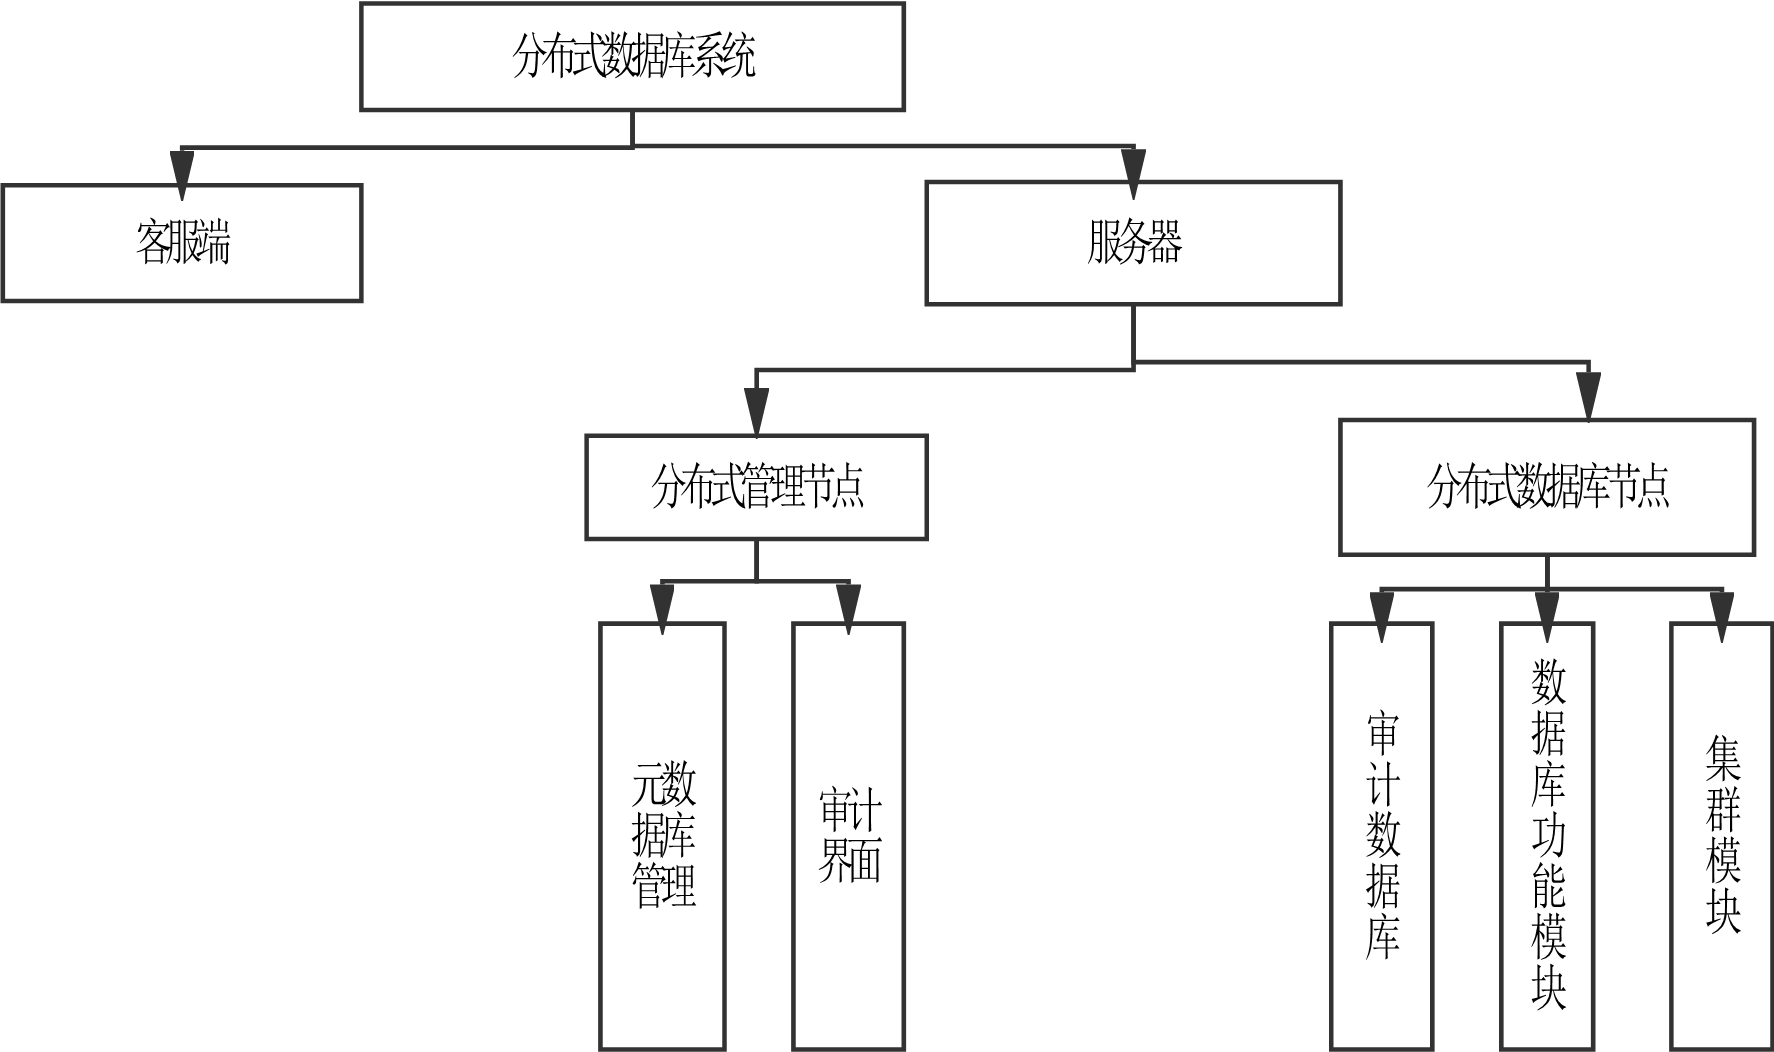 分布式数据库系统
客服端
服务器
分布式管理节点
分布式数据库节点
元数
据库
管理
审计
界面
审
计
数
据
库
数
据
库
功
能
模
块
集
群
模
块